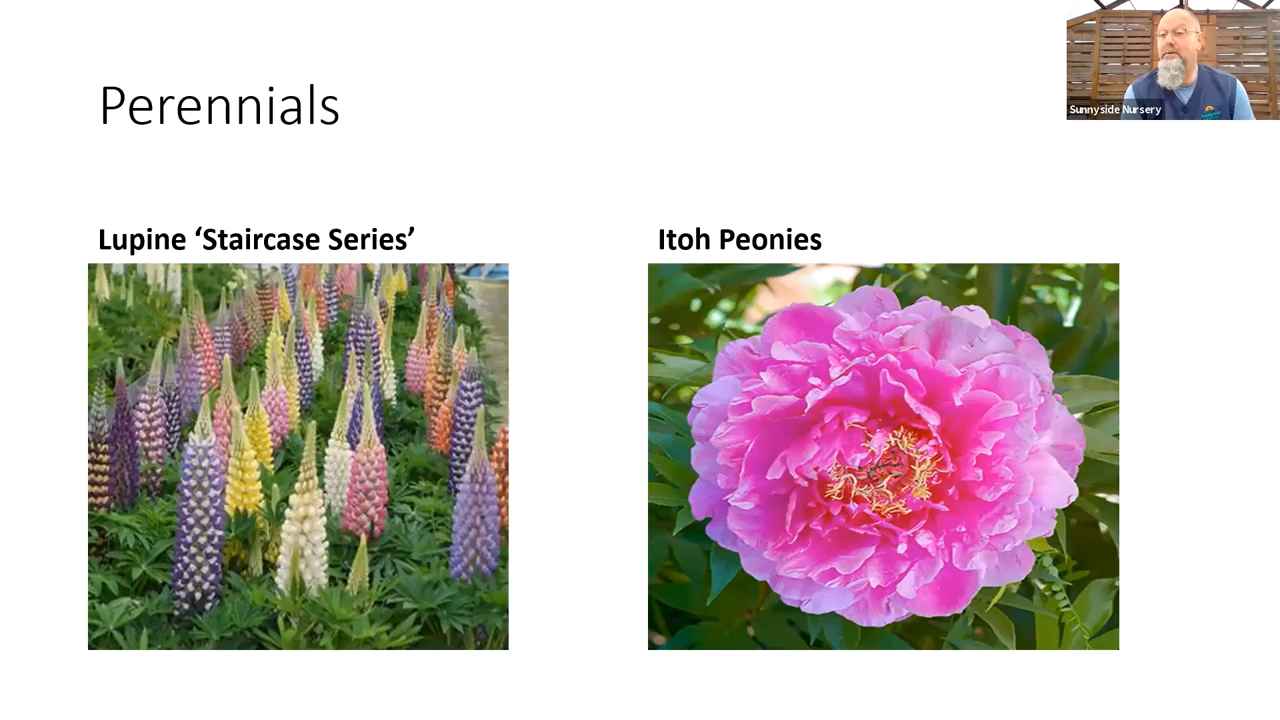 Perennials
Sunnyside Nursery
Lupine ‘Staircase Series’
Itoh Peonies